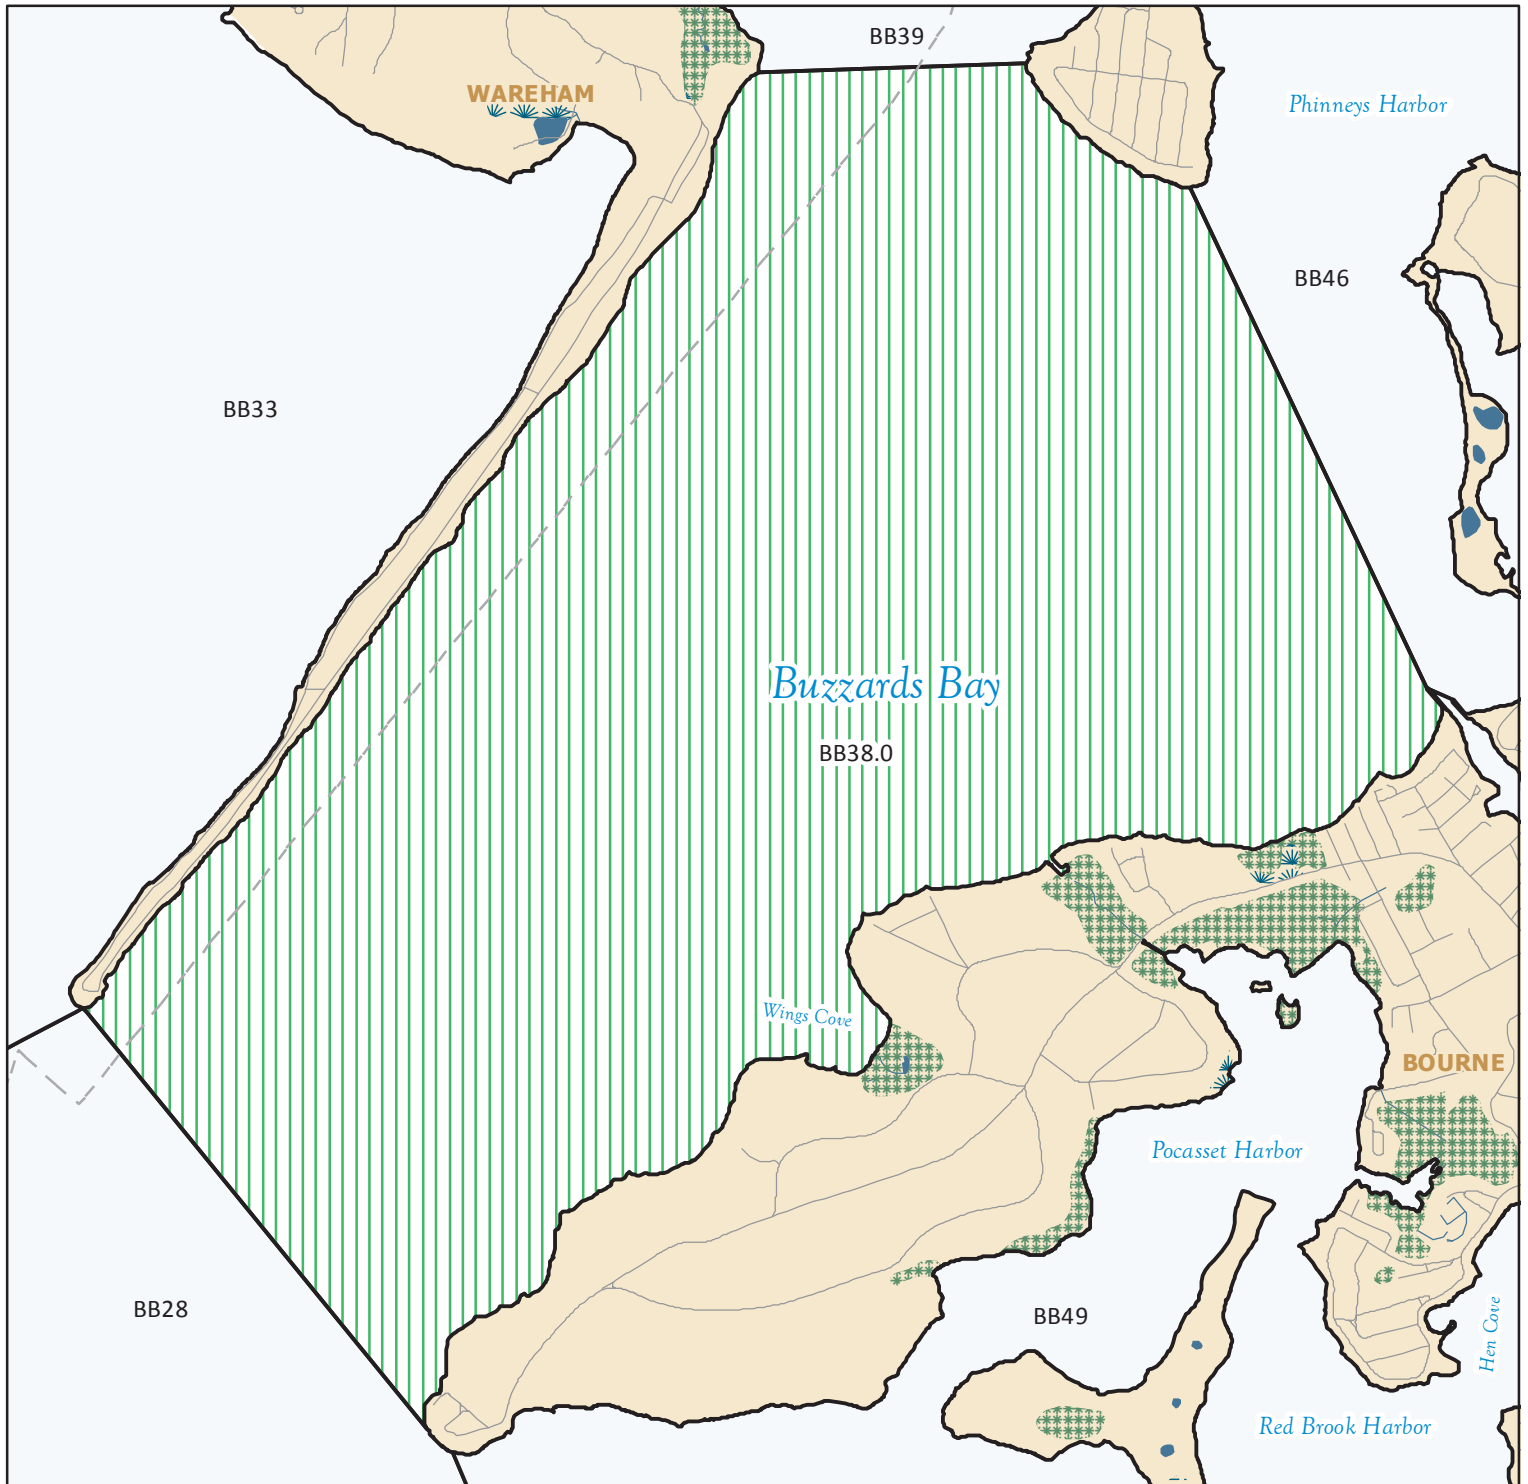 BB39
WAREHAM
Phinneys Harbor
BB46
BB33
Buzzards Bay
BB38.0
Wings Cove
BOURNE
Pocasset Harbor
BB28
BB49
Hen Cove
Red Brook Harbor